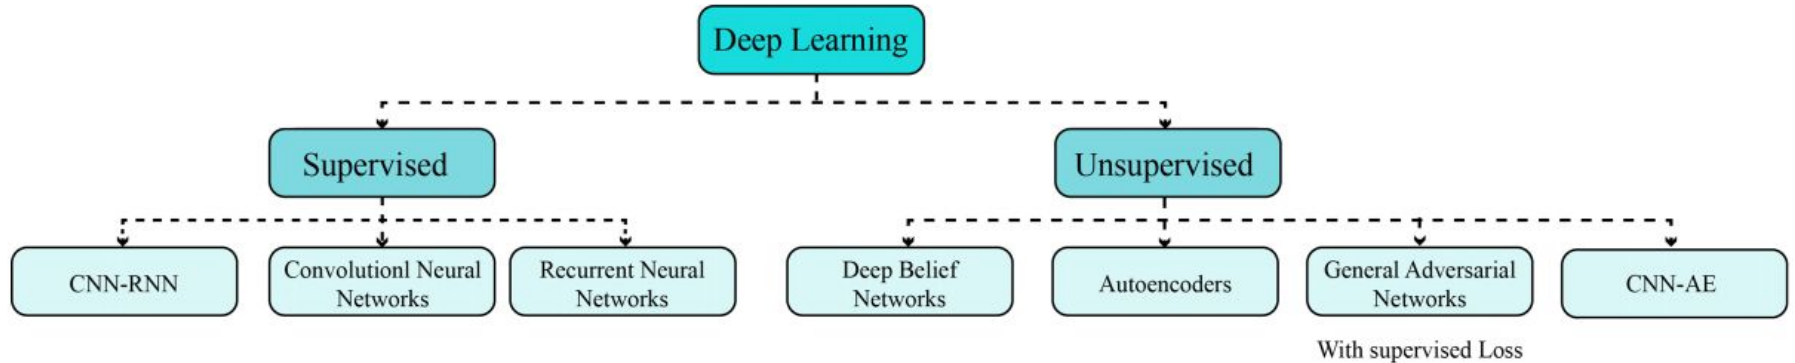 Deep Learning
Supervised
Unsupervised
CNN-RNN
Convolutionl Neural
Networks
Recurrent Neural
Networks
Deep Belief
Networks
Autoencoders
General Adversarial
Networks
CNN-AE
With supervised Loss